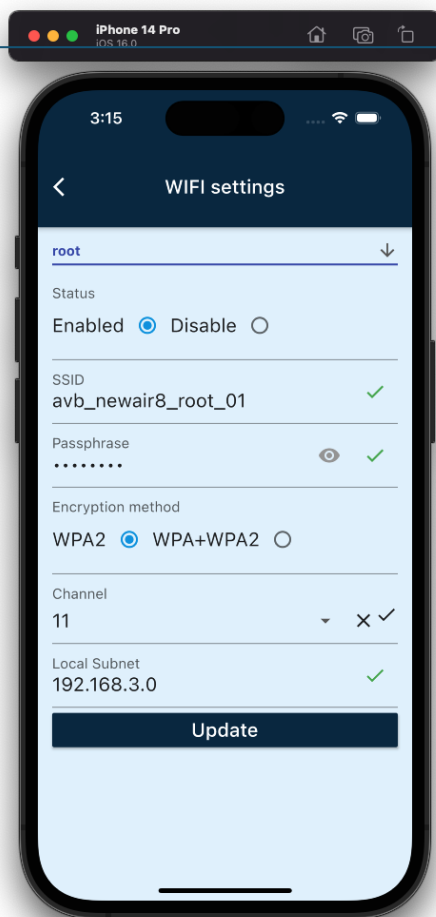 iPhone 14 Pro
iOS 16.0
3:15
WIFI settings
root
Status
Enabled Disable
SSID
avb_newair8_root_01
Passphrase
••••••••
Encryption method
WPA2 WPA+WPA2
Channel
11
Local Subnet
192.168.3.0
Update